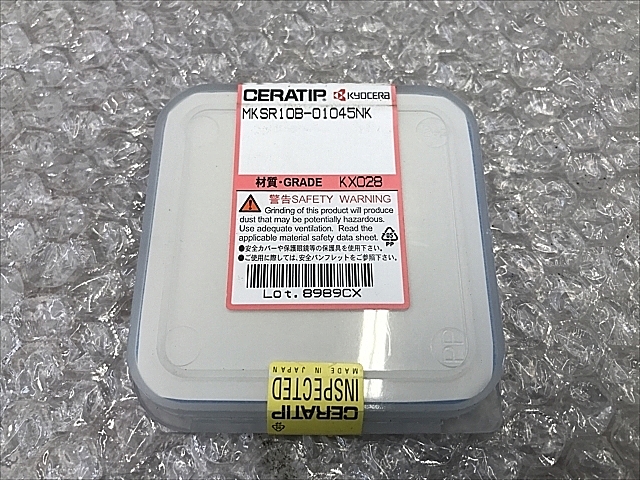 CERATIP KYOCERA
MKSR10B-01045NK
材質・GRADE KX028
警告SAFETY WARNING
Grinding of this product will produce
dust that may be potentially hazardous.
Use adequate ventilation. Read the
applicable material safety data sheet.
PP
●安全カバーや保護眼鏡等の保護具を使用下さい。
●ご使用に際しては、安全パンフレットをご参照下さい。
Lot.8989CX
CERATIP
INSPECTED
MADE IN JAPAN